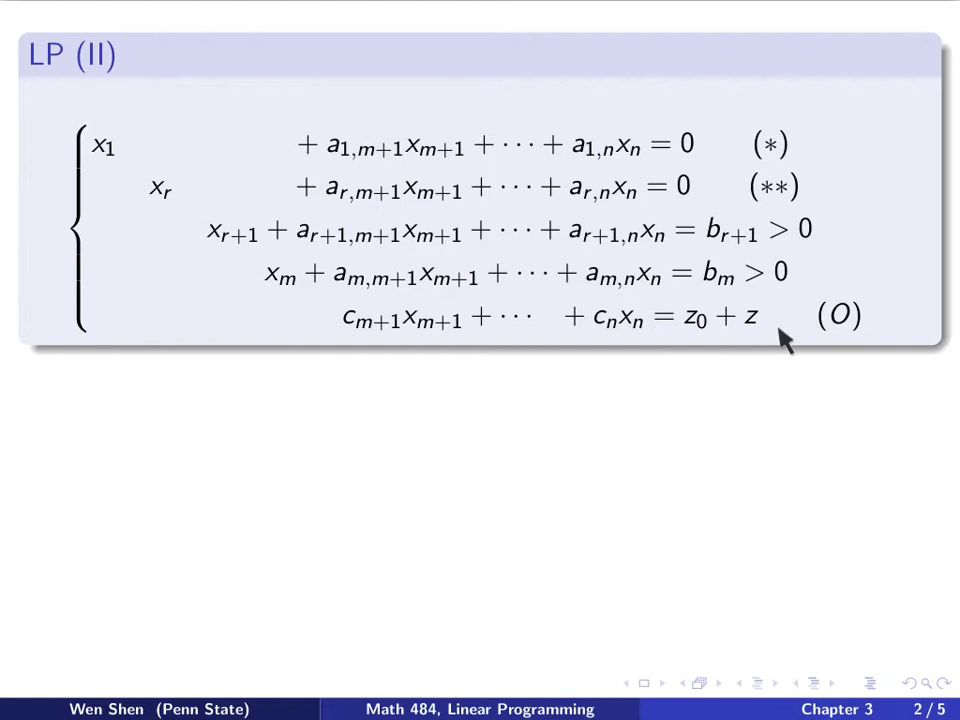 LP (II)
x₁ + a₁,ₘ₊₁xₘ₊₁ + ··· + a₁,ₙxₙ = 0 (∗)
xᵣ + aᵣ,ₘ₊₁xₘ₊₁ + ··· + aᵣ,ₙxₙ = 0 (∗∗)
xᵣ₊₁ + aᵣ₊₁,ₘ₊₁xₘ₊₁ + ··· + aᵣ₊₁,ₙxₙ = bᵣ₊₁ > 0
xₘ + aₘ,ₘ₊₁xₘ₊₁ + ··· + aₘ,ₙxₙ = bₘ > 0
cₘ₊₁xₘ₊₁ + ··· + cₙxₙ = z₀ + z (O)
Wen Shen (Penn State) Math 484, Linear Programming Chapter 3 2 / 5